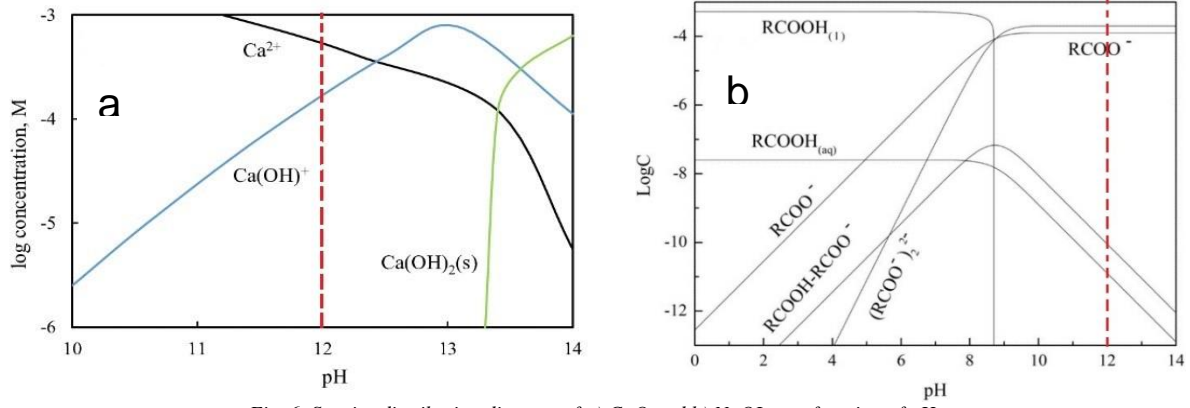 -3
-4
-5
-6
log concentration, M
a
Ca²⁺
Ca(OH)⁺
Ca(OH)₂(s)
10
11
12
13
14
pH
-4
-6
-8
-10
-12
LogC
b
RCOOH₍₁₎
RCOO⁻
RCOOH₍aq₎
RCOO⁻
RCOOH-RCOO⁻
(RCOO⁻)₂²⁻
0
2
4
6
8
10
12
14
pH